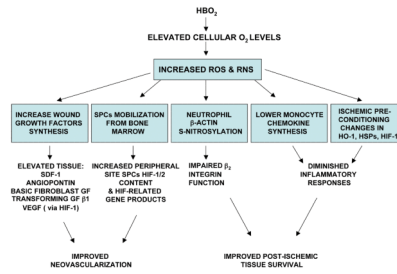 HBO2
ELEVATED CELLULAR O2 LEVELS
INCREASED ROS & RNS
INCREASE WOUND
GROWTH FACTORS
SYNTHESIS
SPCs MOBILIZATION
FROM BONE
MARROW
NEUTROPHIL
β-ACTIN
S-NITROSYLATION
LOWER MONOCYTE
CHEMOKINE
SYNTHESIS
ISCHEMIC PRE-
CONDITIONING
CHANGES IN
HO-1, HSPs, HIF-1
ELEVATED TISSUE:
SDF-1
ANGIOPONTIN
BASIC FIBROBLAST GF
TRANSFORMING GF β1
VEGF ( via HIF-1)
INCREASED PERIPHERAL
SITE SPCs HIF-1/2
CONTENT
& HIF-RELATED
GENE PRODUCTS
IMPAIRED β2
INTEGRIN
FUNCTION
DIMINISHED
INFLAMMATORY
RESPONSES
IMPROVED
NEOVASCULARIZATION
IMPROVED POST-ISCHEMIC
TISSUE SURVIVAL